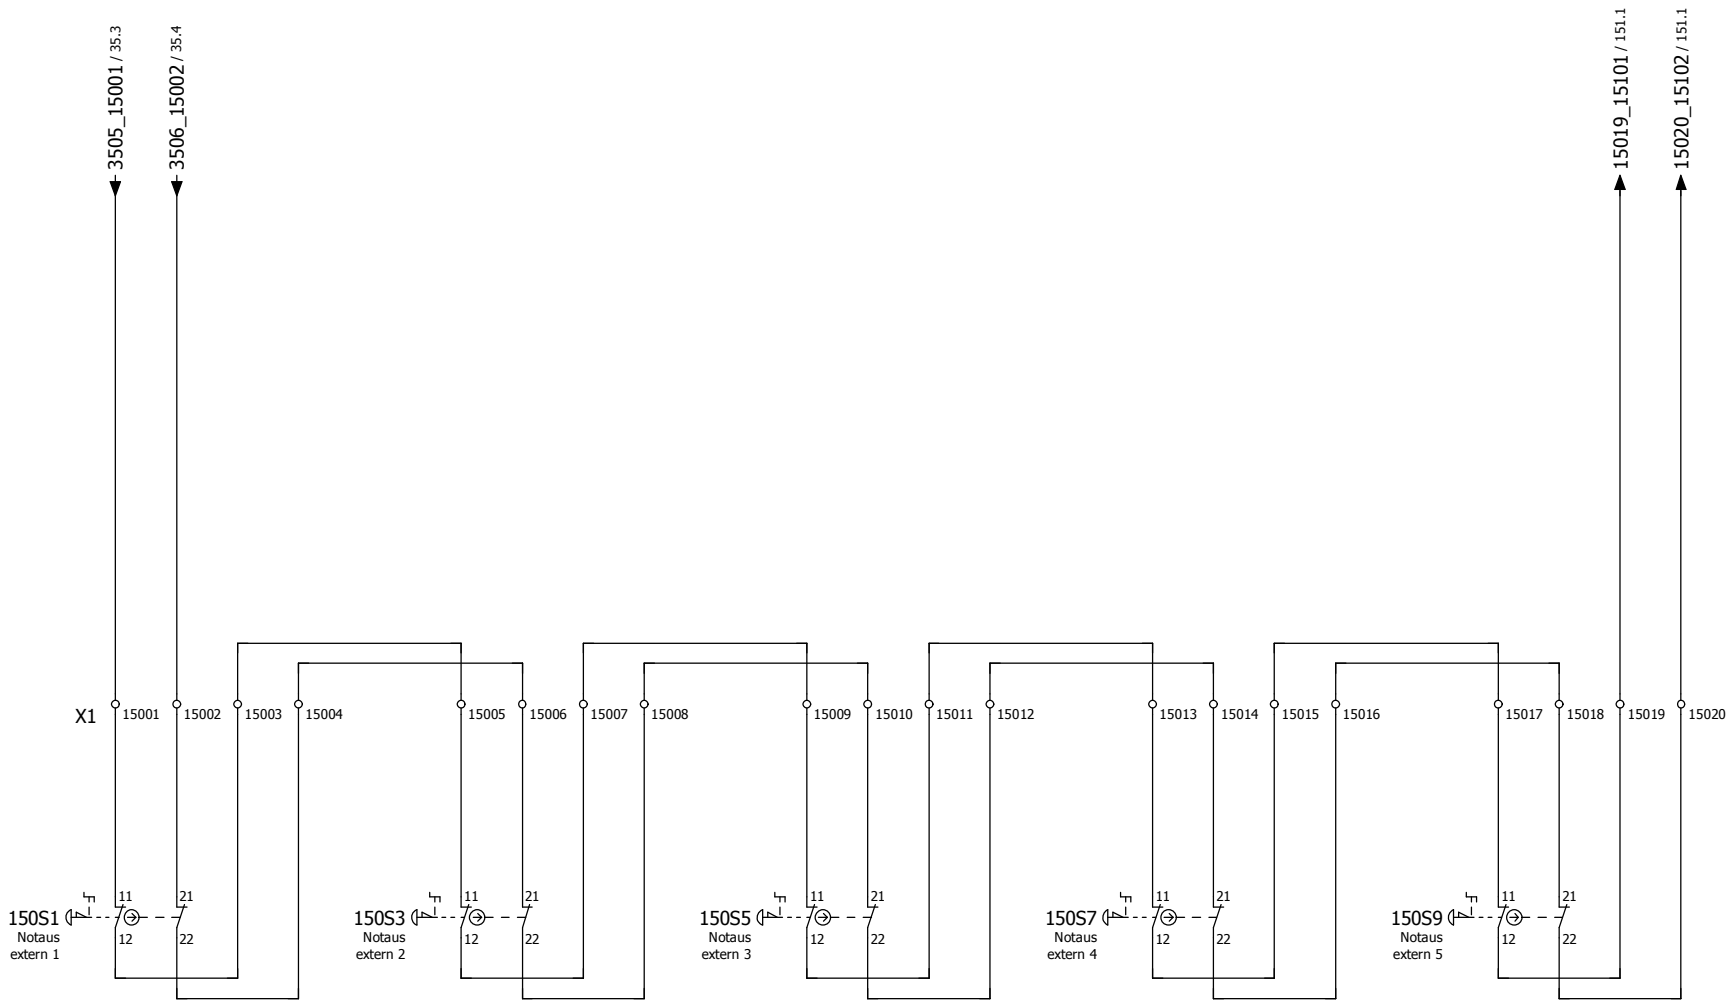 3505_15001 / 35.3
3506_15002 / 35.4
15019_15101 / 151.1
15020_15102 / 151.1
X1
15001
15002
15003
15004
15005
15006
15007
15008
15009
15010
15011
15012
15013
15014
15015
15016
15017
15018
15019
15020
150S1
Notaus
extern 1
11
12
21
22
150S3
Notaus
extern 2
11
12
21
22
150S5
Notaus
extern 3
11
12
21
22
150S7
Notaus
extern 4
11
12
21
22
150S9
Notaus
extern 5
11
12
21
22